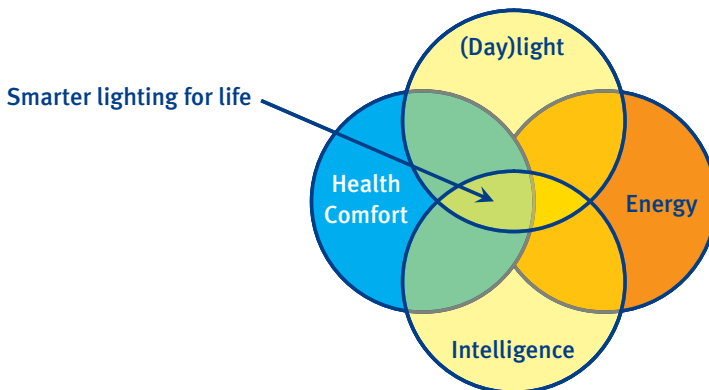 (Day)light
Smarter lighting for life
Health
Comfort
Energy
Intelligence